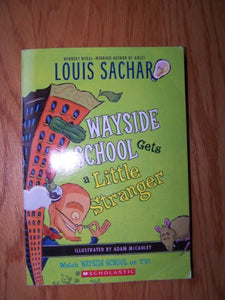 NEWBERY MEDAL-WINNING AUTHOR OF HOLES
LOUIS SACHAR
WAYSIDE
SCHOOL Gets
a Little
Stranger
ILLUSTRATED BY ADAM MCCAULEY
Watch WAYSIDE SCHOOL on TV!
SCHOLASTIC